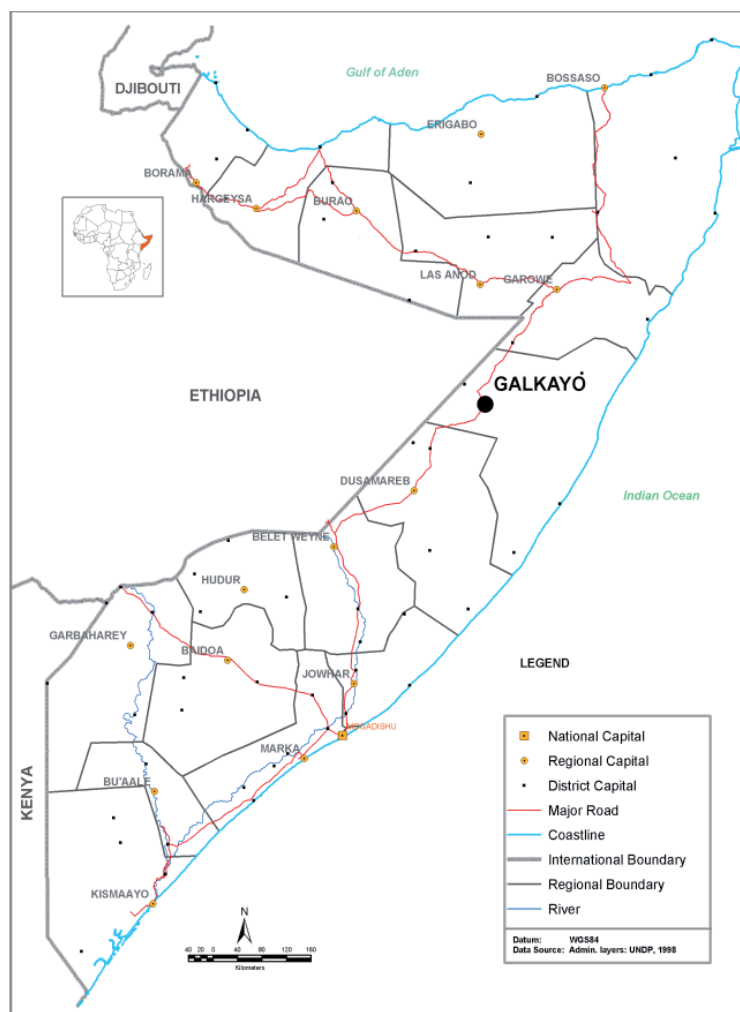 Gulf of Aden
DJIBOUTI
BOSSASO
ERIGABO
BORAMA
HARGEYSA
BURAO
LAS ANOD
GAROWE
ETHIOPIA
GALKAYO
DUSAMAREB
Indian Ocean
BELET WEYNE
HUDUR
GARBAHAREY
BAIDOA
JOWHAR
MOGADISHU
MARKA
BU'AALE
KENYA
KISMAAYO
N
40 20 0 40 80 120 160
Kilometers
LEGEND
National Capital
Regional Capital
District Capital
Major Road
Coastline
International Boundary
Regional Boundary
River
Datum: WGS84
Data Source: Admin. layers: UNDP, 1998